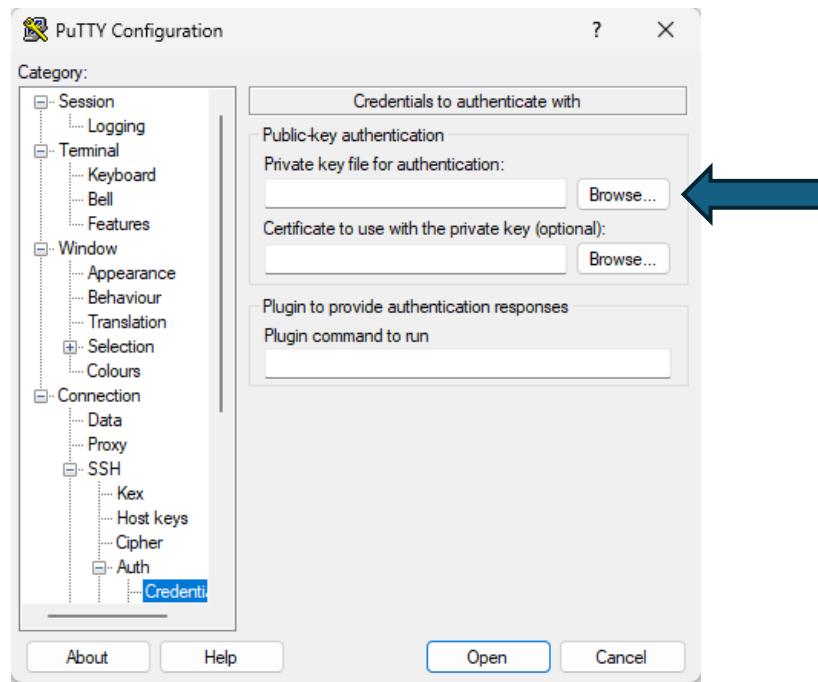 PuTTY Configuration
?
Category:
Session
Logging
Terminal
Keyboard
Bell
Features
Window
Appearance
Behaviour
Translation
Selection
Colours
Connection
Data
Proxy
SSH
Kex
Host keys
Cipher
Auth
Credenti
Credentials to authenticate with
Public-key authentication
Private key file for authentication:
Browse...
Certificate to use with the private key (optional):
Browse...
Plugin to provide authentication responses
Plugin command to run
About
Help
Open
Cancel